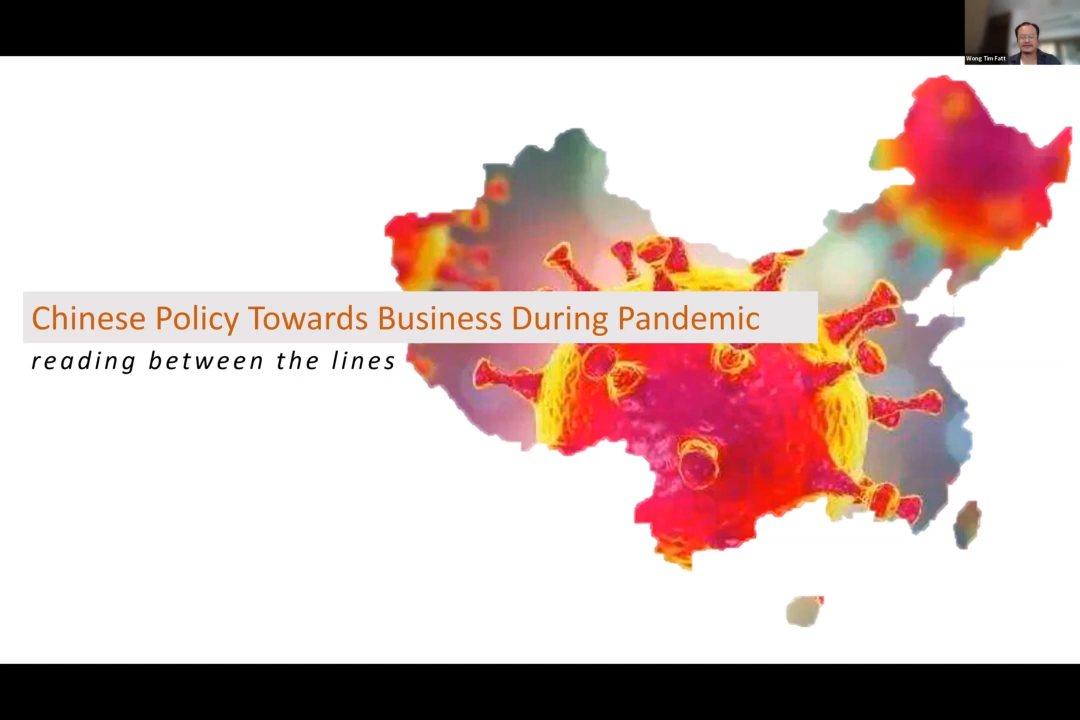 Wong Tim Fatt
Chinese Policy Towards Business During Pandemic
reading between the lines